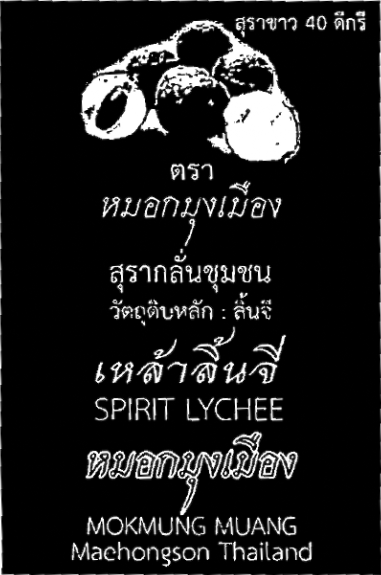 สุราขาว 40 ดีกรี
ตรา
หมอกมุงเมือง
สุรากลั่นชุมชน
วัตถุดิบหลัก : ลิ้นจี่
เหล้าลิ้นจี่
SPIRIT LYCHEE
หมอกมุงเมือง
MOKMUNG MUANG
Maehongson Thailand